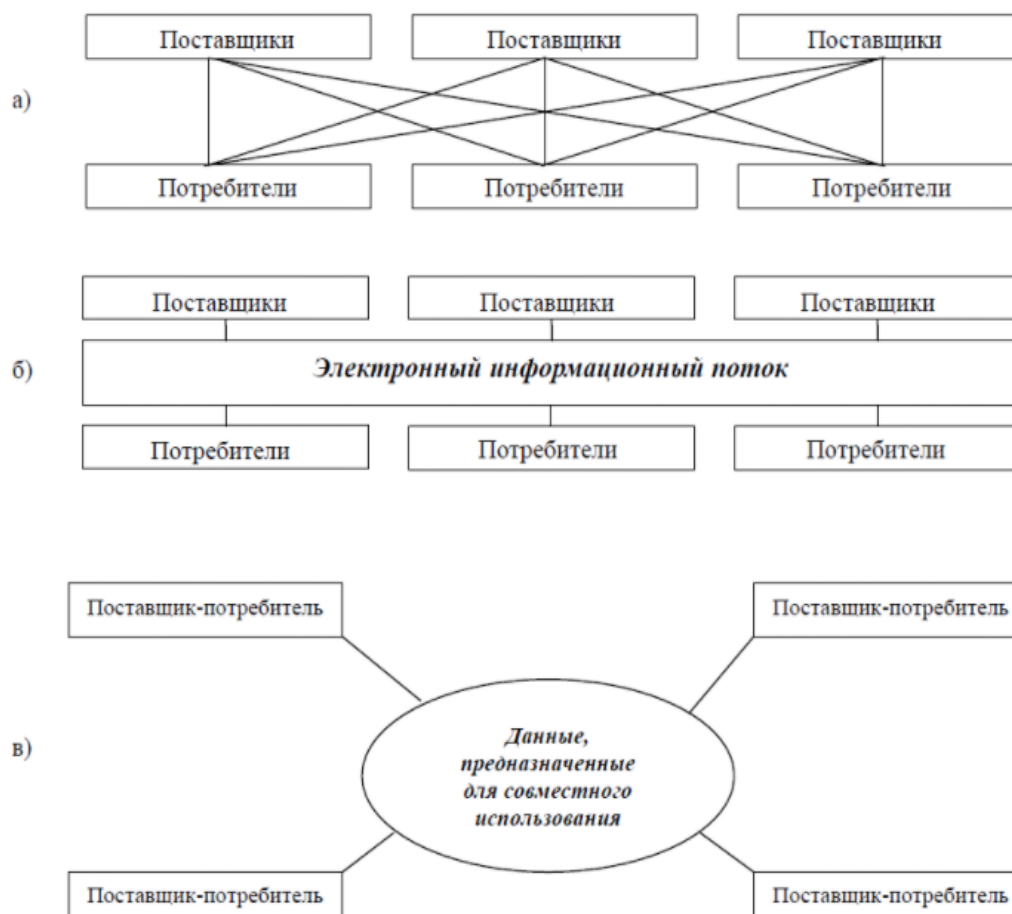 Поставщики Поставщики Поставщики
а)
Потребители Потребители Потребители
Поставщики Поставщики Поставщики
б) Электронный информационный поток
Потребители Потребители Потребители
Поставщик-потребитель Поставщик-потребитель
в)
Данные,
предназначенные
для совместного
использования
Поставщик-потребитель Поставщик-потребитель